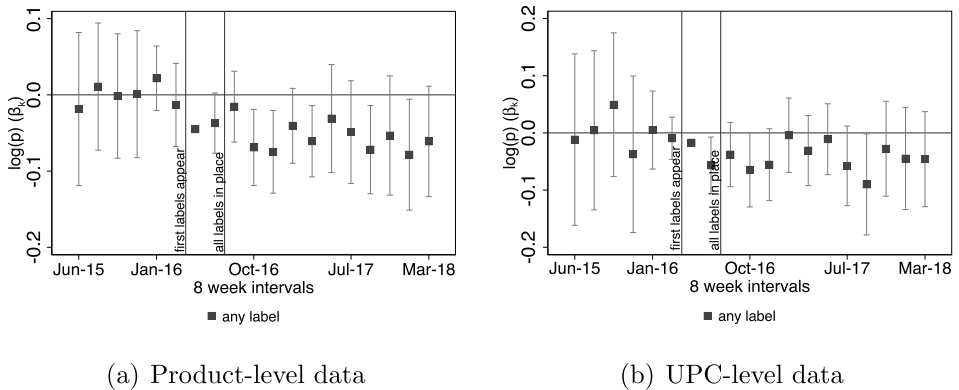 0.1
0.0
-0.1
-0.2
log(p) (βk)
first labels appear
all labels in place
Jun-15 Jan-16 Oct-16 Jul-17 Mar-18
8 week intervals
any label
(a) Product-level data
0.2
0.1
0.0
-0.1
-0.2
log(p) (βk)
first labels appear
all labels in place
Jun-15 Jan-16 Oct-16 Jul-17 Mar-18
8 week intervals
any label
(b) UPC-level data